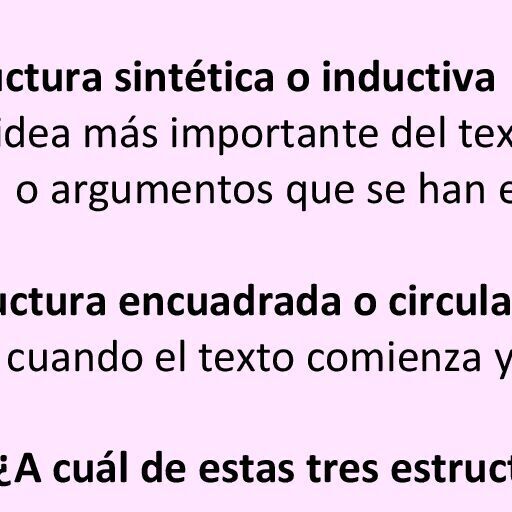 uctura sintética o inductiva
idea más importante del tex
o argumentos que se han e
uctura encuadrada o circula
cuando el texto comienza y
¿A cuál de estas tres estruct